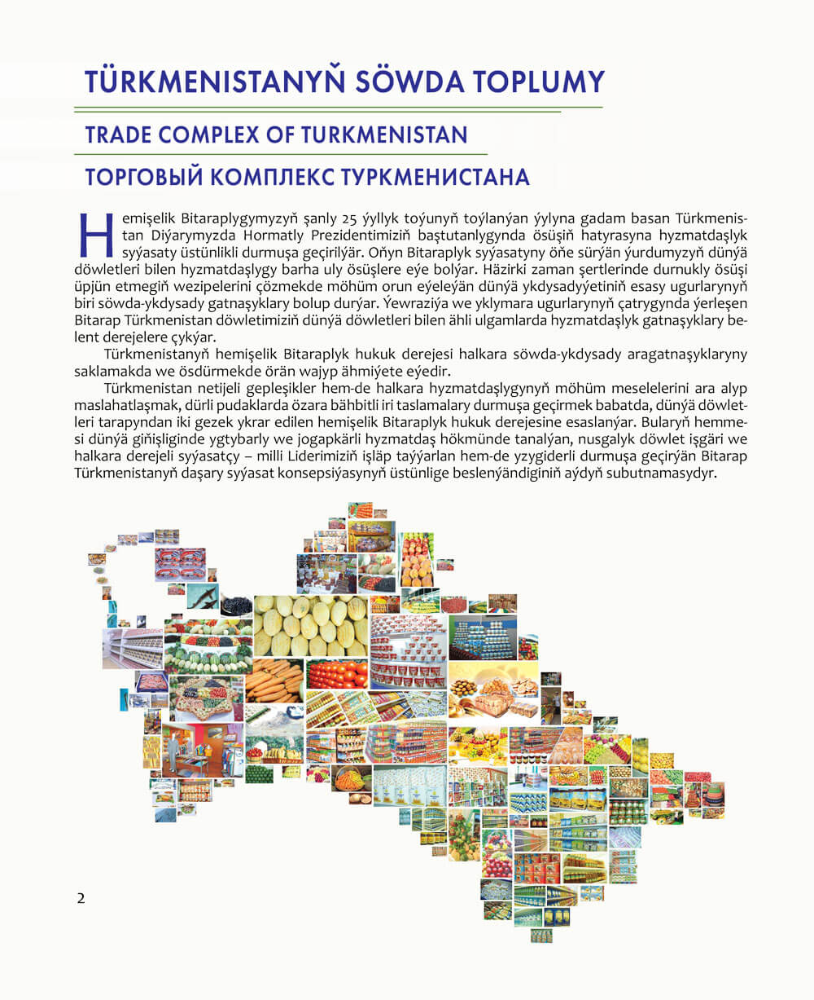 TÜRKMENISTANYŇ SÖWDA TOPLUMY
TRADE COMPLEX OF TURKMENISTAN
ТОРГОВЫЙ КОМПЛЕКС ТУРКМЕНИСТАНА
Hemişelik Bitaraplygymyzyň şanly 25 ýyllyk toýunyň toýlanýan ýylyna gadam basan Türkmenis-
tan Diýarymyzda Hormatly Prezidentimiziň baştutanlygynda ösüşiň hatyrasyna hyzmatdaşlyk
syýasaty üstünlikli durmuşa geçirilýär. Oňyn Bitaraplyk syýasatyny öňe sürýän ýurdumyzyň dünýä
döwletleri bilen hyzmatdaşlygy barha uly ösüşlere eýe bolýar. Häzirki zaman şertlerinde durnukly ösüşi
üpjün etmegiň wezipelerini çözmekde möhüm orun eýeleýän dünýä ykdysadyýetiniň esasy ugurlarynyň
biri söwda-ykdysady gatnaşyklary bolup durýar. Ýewraziýa we yklymara ugurlarynyň çatrygynda ýerleşen
Bitarap Türkmenistan döwletimiziň dünýä döwletleri bilen ähli ulgamlarda hyzmatdaşlyk gatnaşyklary be-
lent derejelere çykýar.
Türkmenistanyň hemişelik Bitaraplyk hukuk derejesi halkara söwda-ykdysady aragatnaşyklaryny
saklamakda we ösdürmekde örän wajyp ähmiýete eýedir.
Türkmenistan netijeli gepleşikler hem-de halkara hyzmatdaşlygynyň möhüm meselelerini ara alyp
maslahatlaşmak, dürli pudaklarda özara bähbitli iri taslamalary durmuşa geçirmek babatda, dünýä döwlet-
leri tarapyndan iki gezek ykrar edilen hemişelik Bitaraplyk hukuk derejesine esaslanýar. Bularyň hemme-
si dünýä giňişliginde ygtybarly we jogapkärli hyzmatdaş hökmünde tanalýan, nusgalyk döwlet işgäri we
halkara derejeli syýasatçy – milli Liderimiziň işläp taýýarlan hem-de yzygiderli durmuşa geçirýän Bitarap
Türkmenistanyň daşary syýasat konsepsiýasynyň üstünlige beslenýändiginiň aýdyň subutnamasydyr.
2